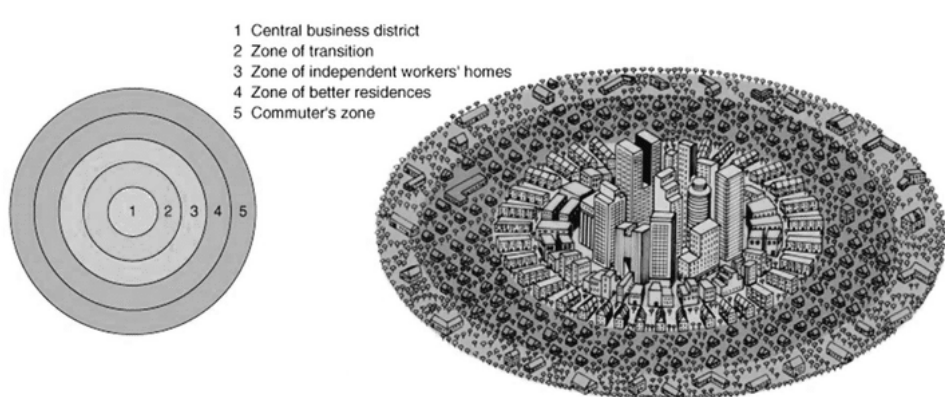 1 Central business district
2 Zone of transition
3 Zone of independent workers' homes
4 Zone of better residences
5 Commuter's zone
1 2 3 4 5